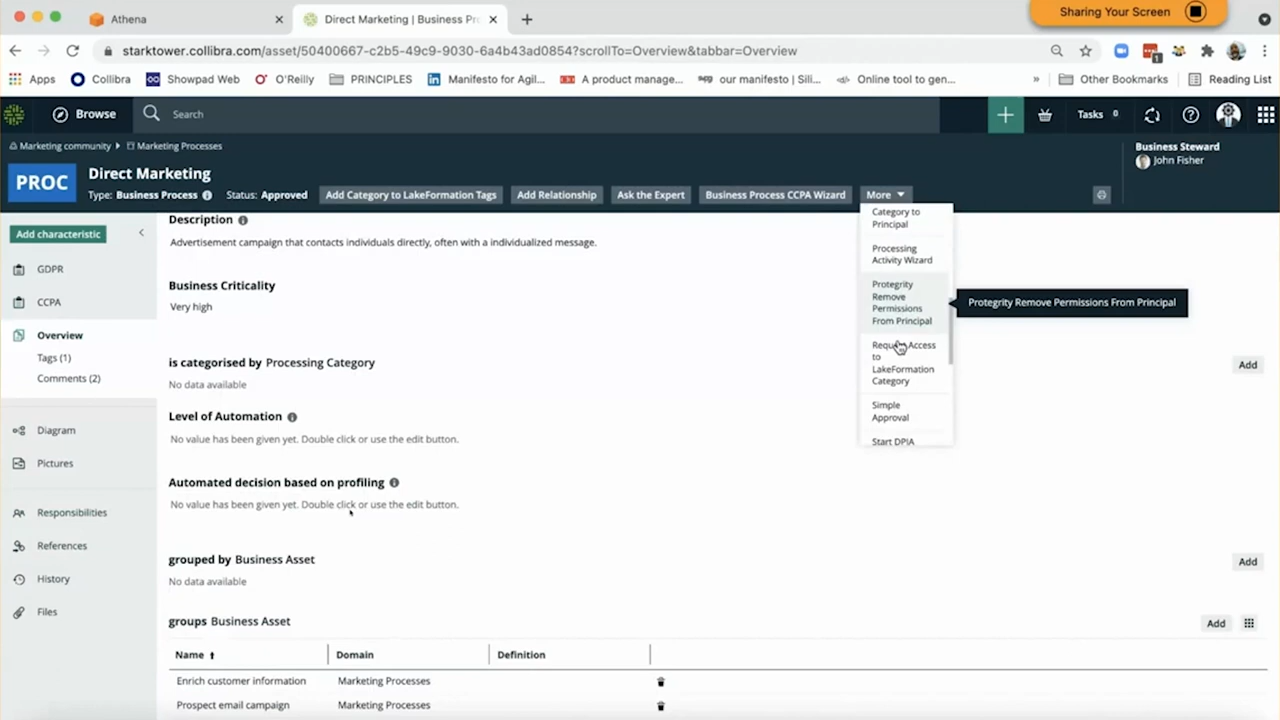 Sharing Your Screen
Athena
Direct Marketing | Business Pr
starktower.collibra.com/asset/50400667-c2b5-49c9-9030-6a4b43ad0854?scrollTo=Overview&tabbar=Overview
1
Apps
Collibra
Showpad Web
O'Reilly
PRINCIPLES
Manifesto for Agil...
A product manage...
our manifesto | Sili...
Online tool to gen...
»
Other Bookmarks
Reading List
Browse
Search
Tasks 0
Marketing community
Marketing Processes
Business Steward
John Fisher
PROC
Direct Marketing
Type: Business Process
Status: Approved
Add Category to LakeFormation Tags
Add Relationship
Ask the Expert
Business Process CCPA Wizard
More
Category to
Principal
Processing
Activity Wizard
Protegrity
Remove
Permissions
From Principal
Protegrity Remove Permissions From Principal
Access
to
LakeFormation
Category
Simple
Approval
Start DPIA
Add characteristic
GDPR
CCPA
Overview
Tags (1)
Comments (2)
Diagram
Pictures
Responsibilities
References
History
Files
Description
Advertisement campaign that contacts individuals directly, often with a individualized message.
Business Criticality
Very high
is categorised by Processing Category
Add
No data available
Level of Automation
No value has been given yet. Double click or use the edit button.
Automated decision based on profiling
No value has been given yet. Double click or use the edit button.
grouped by Business Asset
Add
No data available
groups Business Asset
Add
Name
Domain
Definition
Enrich customer information
Marketing Processes
Prospect email campaign
Marketing Processes